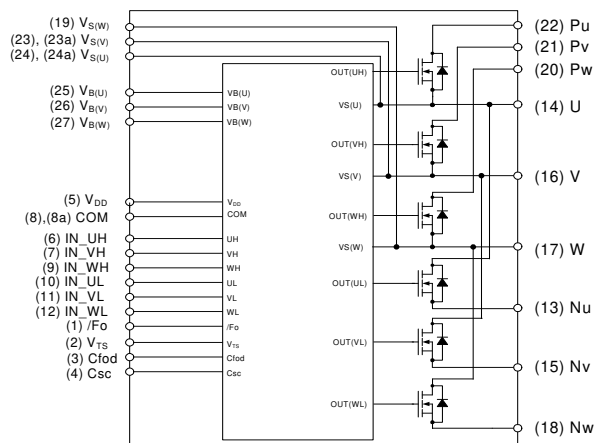 (19) VS(W)
(23), (23a) VS(V)
(24), (24a) VS(U)
(25) VB(U)
(26) VB(V)
(27) VB(W)
(5) VDD
(8),(8a) COM
(6) IN_UH
(7) IN_VH
(9) IN_WH
(10) IN_UL
(11) IN_VL
(12) IN_WL
(1) /Fo
(2) VTS
(3) Cfod
(4) Csc
VB(U)
VB(V)
VB(W)
VDD
COM
UH
VH
WH
UL
VL
WL
/Fo
VTS
Cfod
Csc
OUT(UH)
VS(U)
OUT(VH)
VS(V)
OUT(WH)
VS(W)
OUT(UL)
OUT(VL)
OUT(WL)
(22) Pu
(21) Pv
(20) Pw
(14) U
(16) V
(17) W
(13) Nu
(15) Nv
(18) Nw